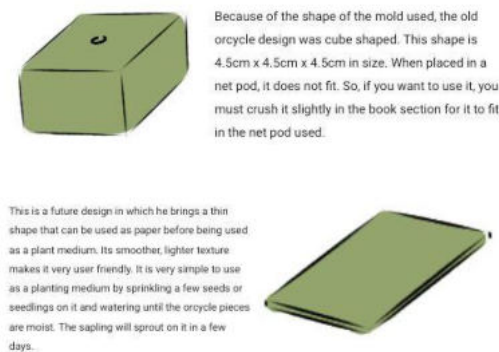 Because of the shape of the mold used, the old
orcycle design was cube shaped. This shape is
4.5cm x 4.5cm x 4.5cm in size. When placed in a
net pod, it does not fit. So, if you want to use it, you
must crush it slightly in the book section for it to fit
in the net pod used.
This is a future design in which he brings a thin
shape that can be used as paper before being used
as a plant medium. Its smoother, lighter texture
makes it very user friendly. It is very simple to use
as a planting medium by sprinkling a few seeds or
seedlings on it and watering until the orcycle pieces
are moist. The sapling will sprout on it in a few
days.